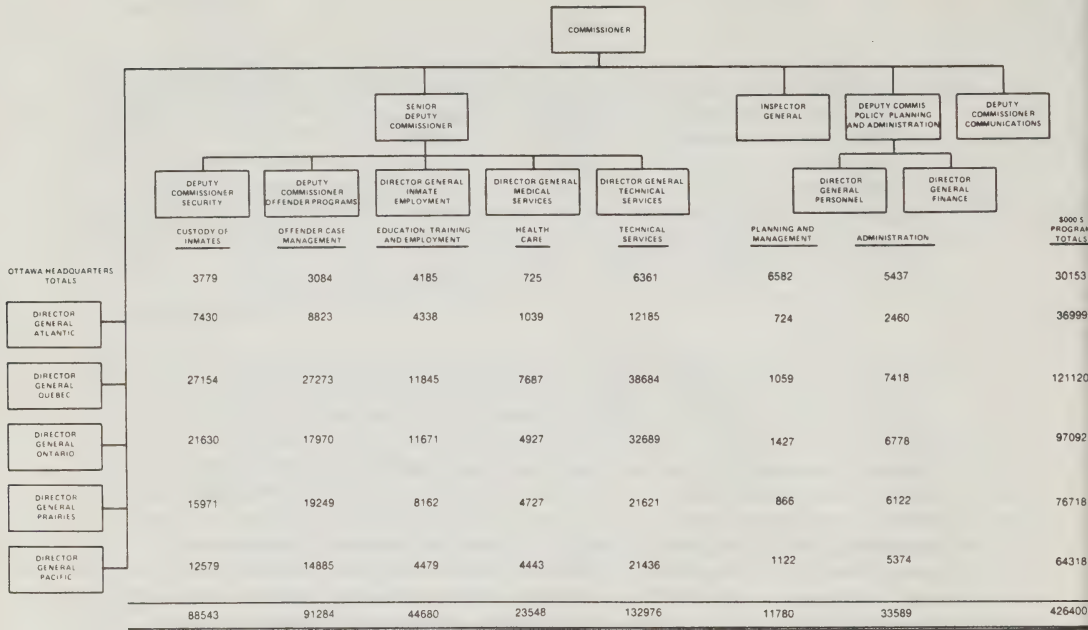 COMMISSIONER
SENIOR
DEPUTY
COMMISSIONER
INSPECTOR
GENERAL
DEPUTY COMMIS
POLICY PLANNING
AND ADMINISTRATION
DEPUTY
COMMISSIONER
COMMUNICATIONS
DEPUTY
COMMISSIONER
SECURITY
DEPUTY
COMMISSIONER
OFFENDER PROGRAMS
DIRECTOR GENERAL
INMATE
EMPLOYMENT
DIRECTOR GENERAL
MEDICAL
SERVICES
DIRECTOR GENERAL
TECHNICAL
SERVICES
DIRECTOR
GENERAL
PERSONNEL
DIRECTOR
GENERAL
FINANCE
CUSTODY OF
INMATES
OFFENDER CASE
MANAGEMENT
EDUCATION TRAINING
AND EMPLOYMENT
HEALTH
CARE
TECHNICAL
SERVICES
PLANNING AND
MANAGEMENT
ADMINISTRATION
$000 S
PROGRAM
TOTALS
OTTAWA HEADQUARTERS
TOTALS
3779 3084 4185 725 6361 6582 5437 30153
DIRECTOR
GENERAL
ATLANTIC
7430 8823 4338 1039 12185 724 2460 36999
DIRECTOR
GENERAL
QUEBEC
27154 27273 11845 7687 38684 1059 7418 121120
DIRECTOR
GENERAL
ONTARIO
21630 17970 11671 4927 32689 1427 6778 97092
DIRECTOR
GENERAL
PRAIRIES
15971 19249 8162 4727 21621 866 6122 76718
DIRECTOR
GENERAL
PACIFIC
12579 14885 4479 4443 21436 1122 5374 64318
88543 91284 44680 23548 132976 11780 33589 426400